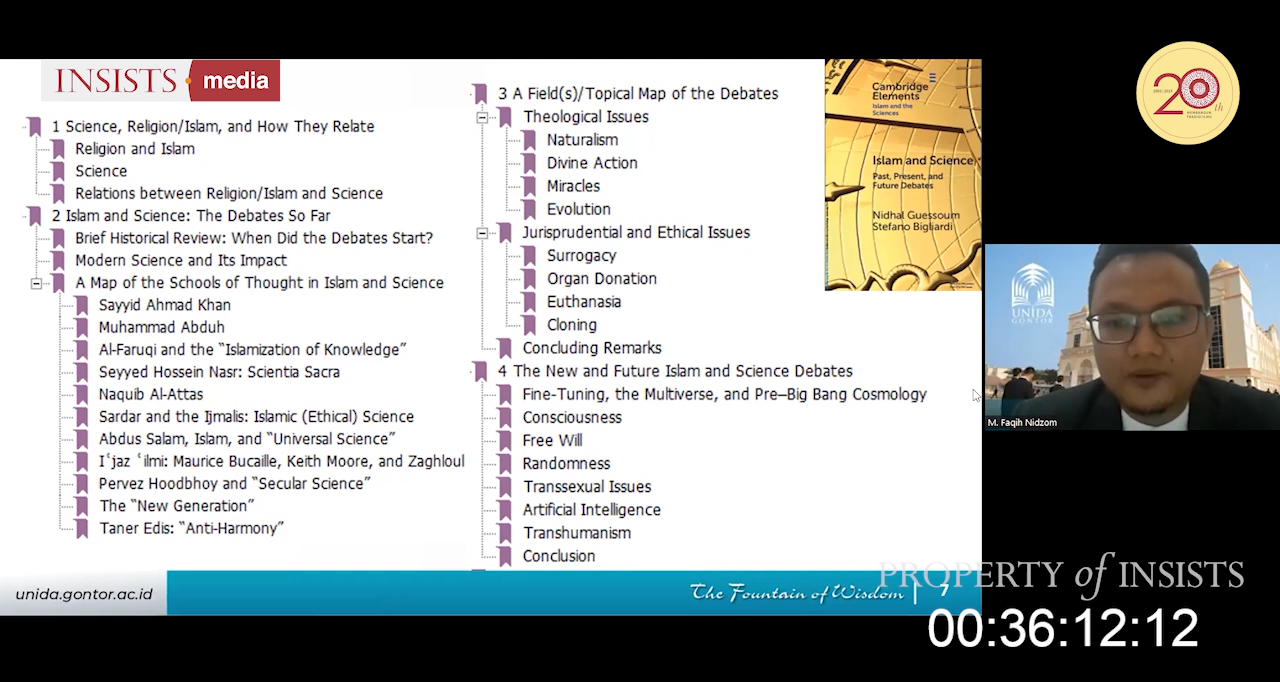 INSISTS media
1 Science, Religion/Islam, and How They Relate
Religion and Islam
Science
Relations between Religion/Islam and Science
2 Islam and Science: The Debates So Far
Brief Historical Review: When Did the Debates Start?
Modern Science and Its Impact
A Map of the Schools of Thought in Islam and Science
Sayyid Ahmad Khan
Muhammad Abduh
Al-Faruqi and the “Islamization of Knowledge”
Seyyed Hossein Nasr: Scientia Sacra
Naquib Al-Attas
Sardar and the Ijmalis: Islamic (Ethical) Science
Abdus Salam, Islam, and “Universal Science”
Iʿjaz ʿilmi: Maurice Bucaille, Keith Moore, and Zaghloul
Pervez Hoodbhoy and “Secular Science”
The “New Generation”
Taner Edis: “Anti-Harmony”
3 A Field(s)/Topical Map of the Debates
Theological Issues
Naturalism
Divine Action
Miracles
Evolution
Jurisprudential and Ethical Issues
Surrogacy
Organ Donation
Euthanasia
Cloning
Concluding Remarks
4 The New and Future Islam and Science Debates
Fine-Tuning, the Multiverse, and Pre–Big Bang Cosmology
Consciousness
Free Will
Randomness
Transsexual Issues
Artificial Intelligence
Transhumanism
Conclusion
Cambridge
Elements
Islam and the
Sciences
Islam and Science
Past, Present, and
Future Debates
Nidhal Guessoum
Stefano Bigliardi
20th
UNIDA
GONTOR
M. Faqih Nidzom
unida.gontor.ac.id
The Fountain of Wisdom
PROPERTY of INSISTS
00:36:12:12